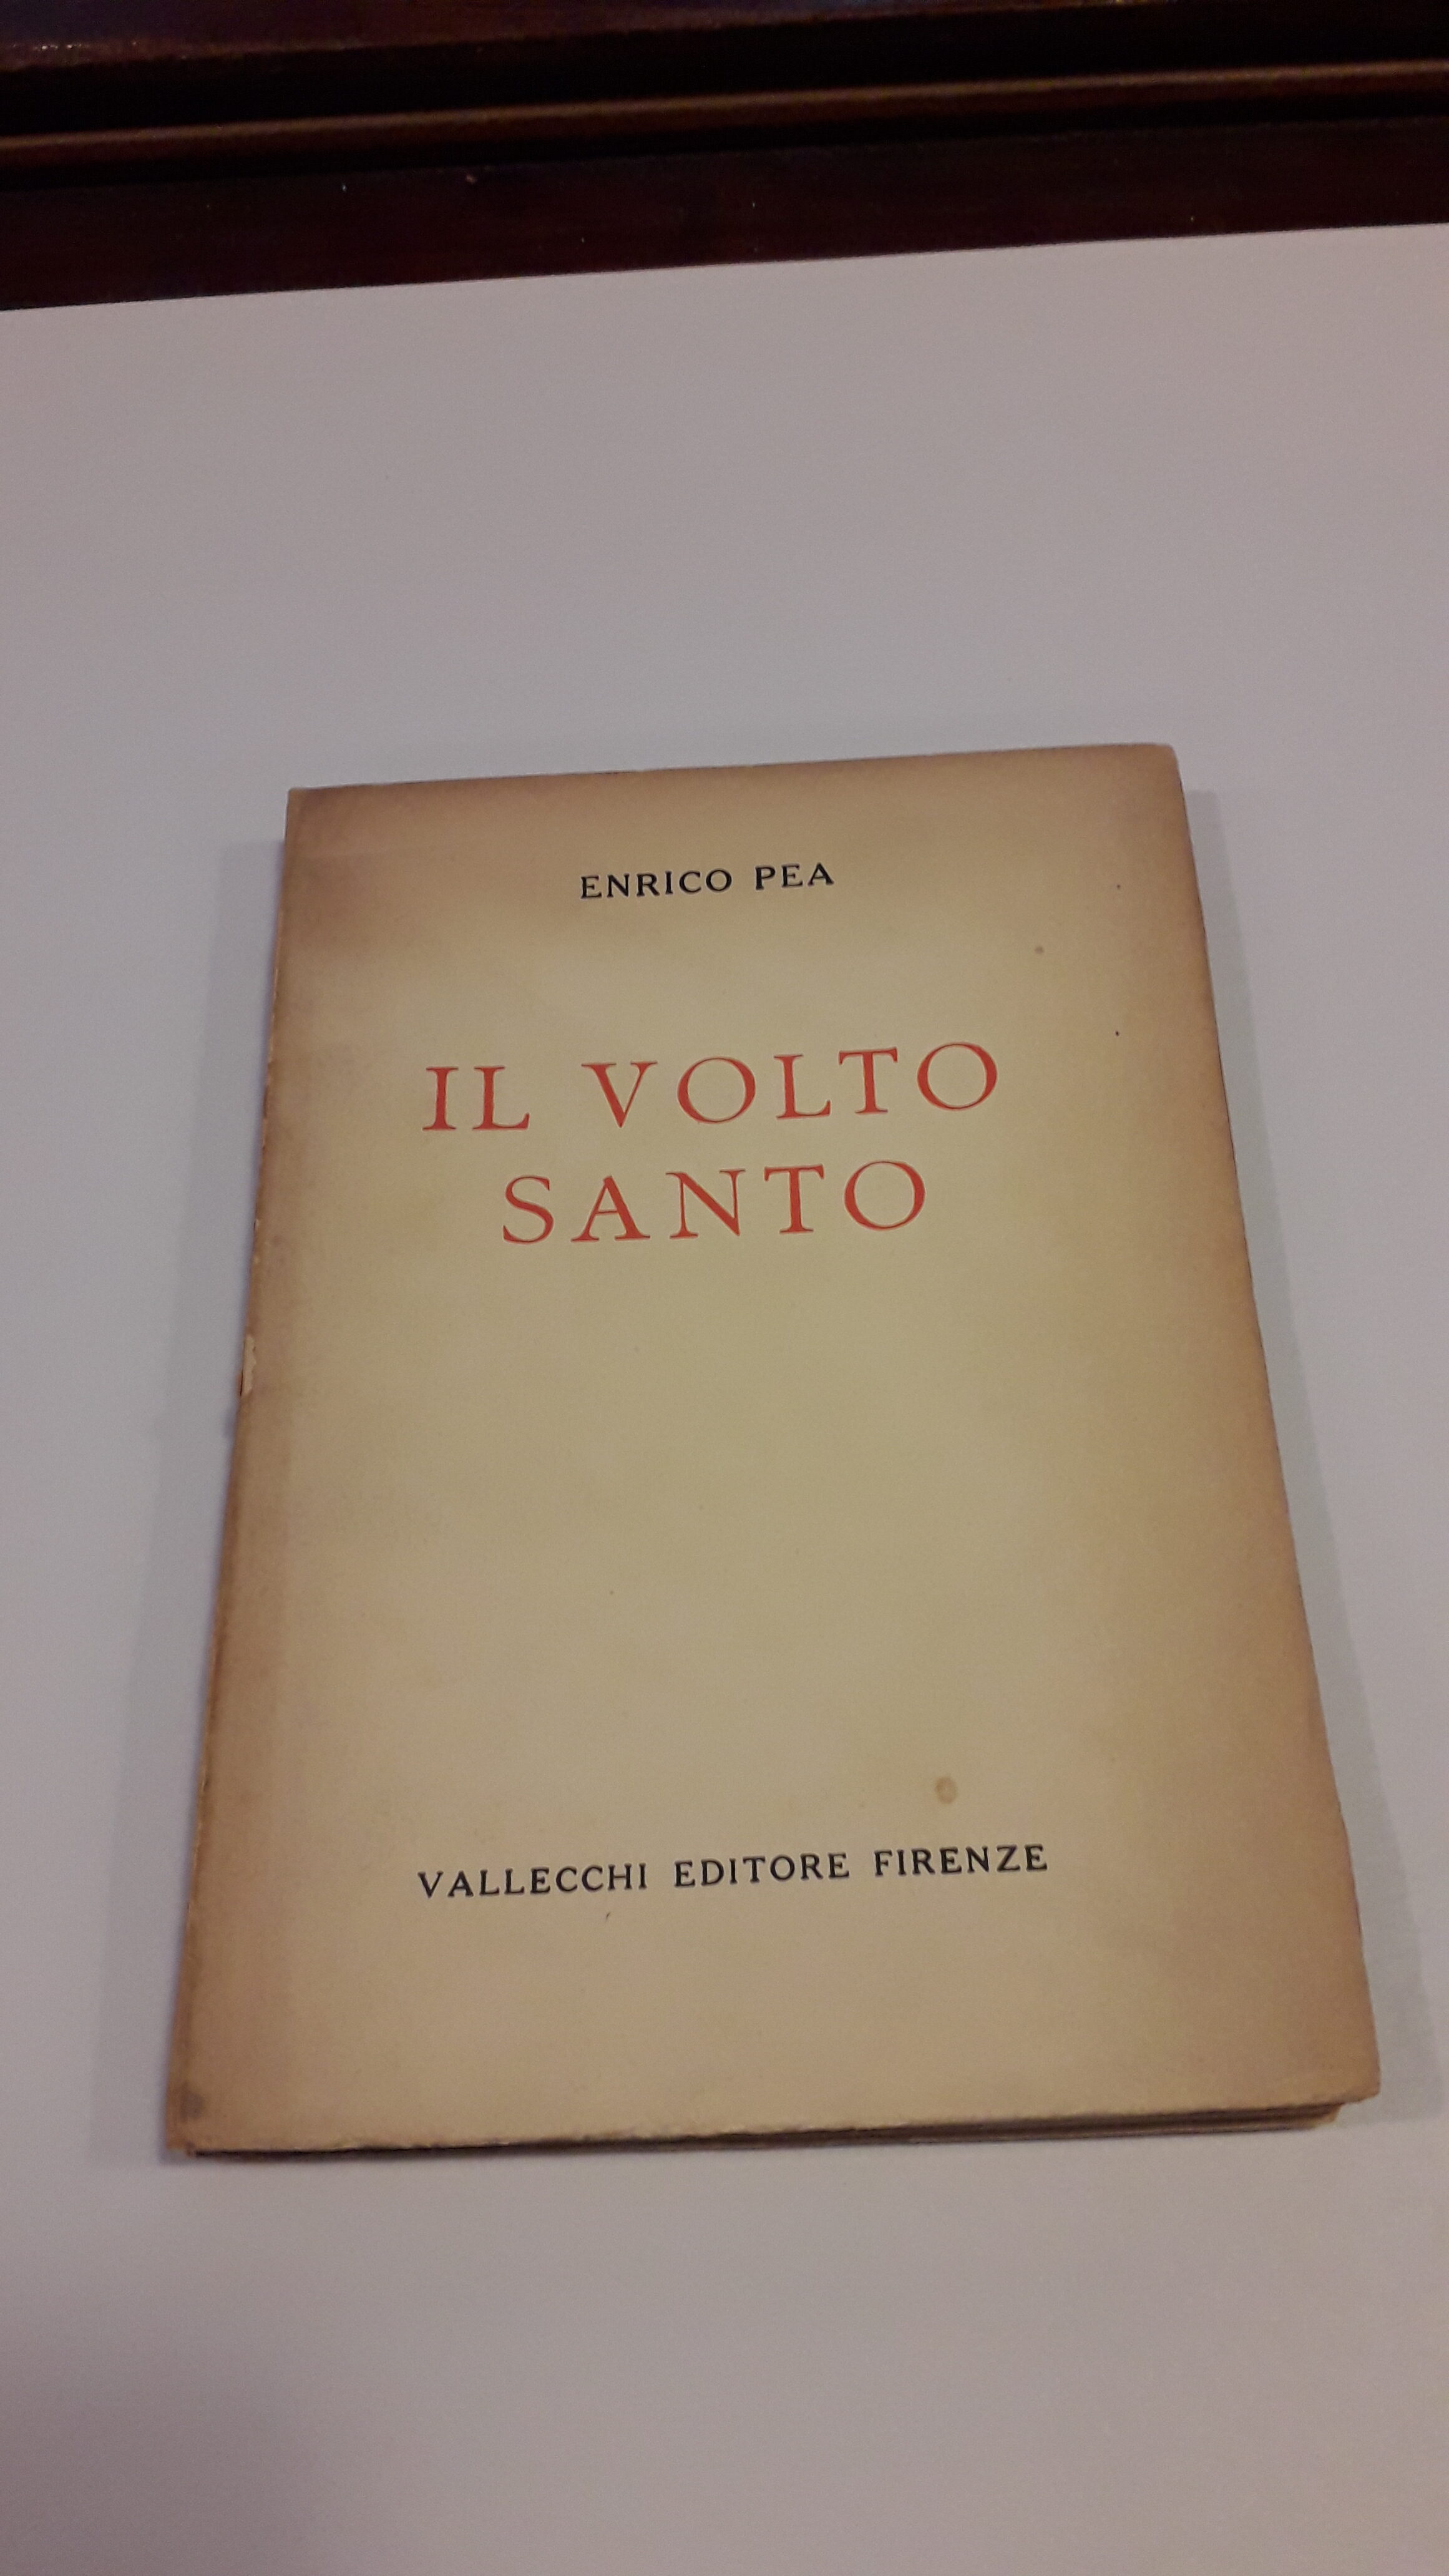 ENRICO PEA
IL VOLTO
SANTO
VALLECCHI EDITORE FIRENZE